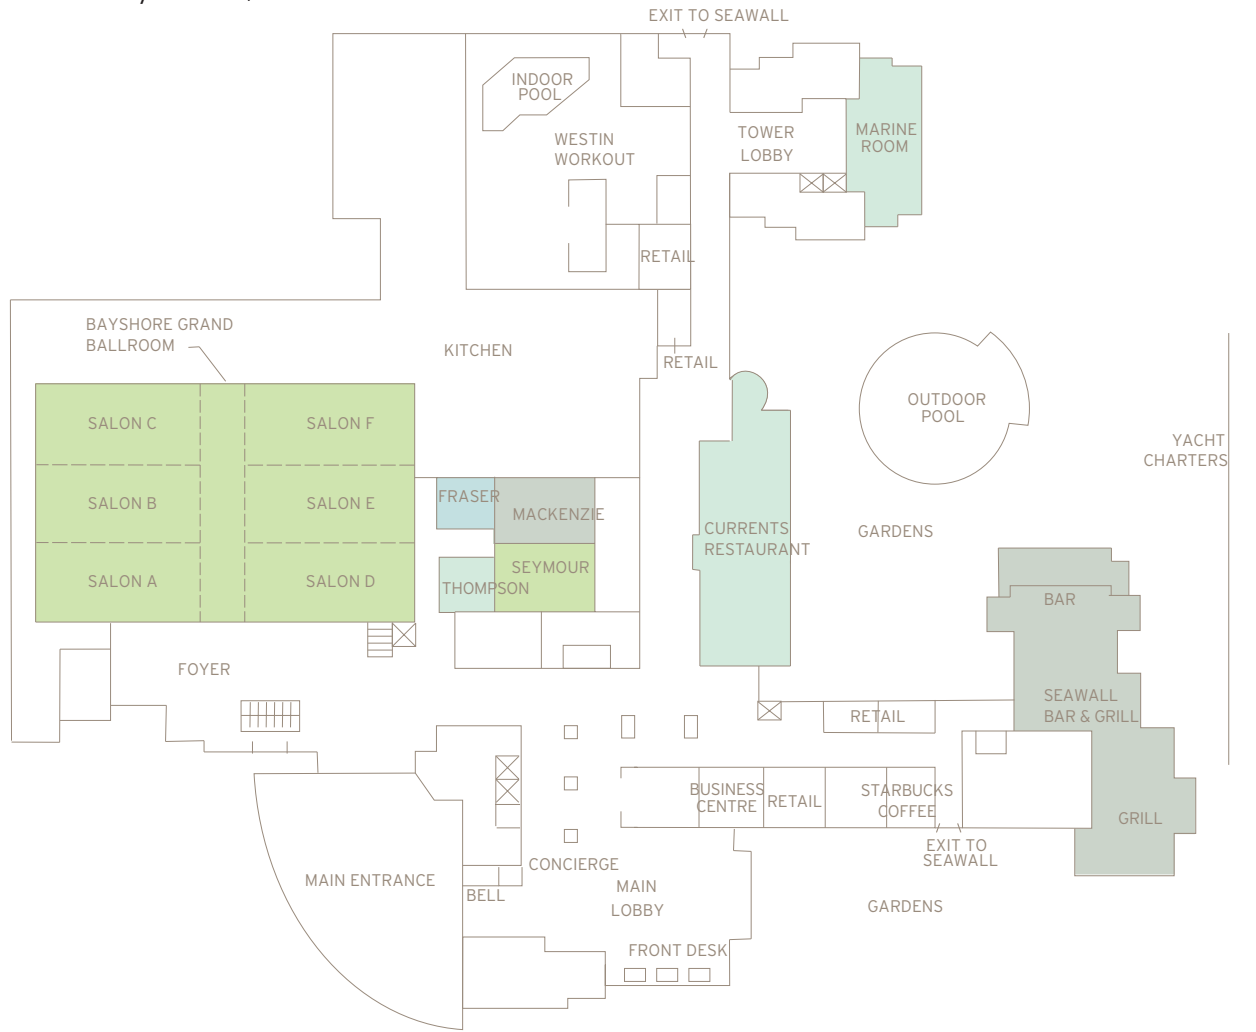 EXIT TO SEAWALL
INDOOR
POOL
WESTIN
WORKOUT
TOWER
LOBBY
MARINE
ROOM
RETAIL
BAYSHORE GRAND
BALLROOM
KITCHEN
RETAIL
OUTDOOR
POOL
YACHT
CHARTERS
SALON C
SALON F
SALON B
SALON E
SALON A
SALON D
FRASER
MACKENZIE
THOMPSON
SEYMOUR
CURRENTS
RESTAURANT
GARDENS
BAR
SEAWALL
BAR & GRILL
GRILL
FOYER
RETAIL
BUSINESS
CENTRE
RETAIL
STARBUCKS
COFFEE
EXIT TO
SEAWALL
MAIN ENTRANCE
BELL
CONCIERGE
MAIN
LOBBY
GARDENS
FRONT DESK